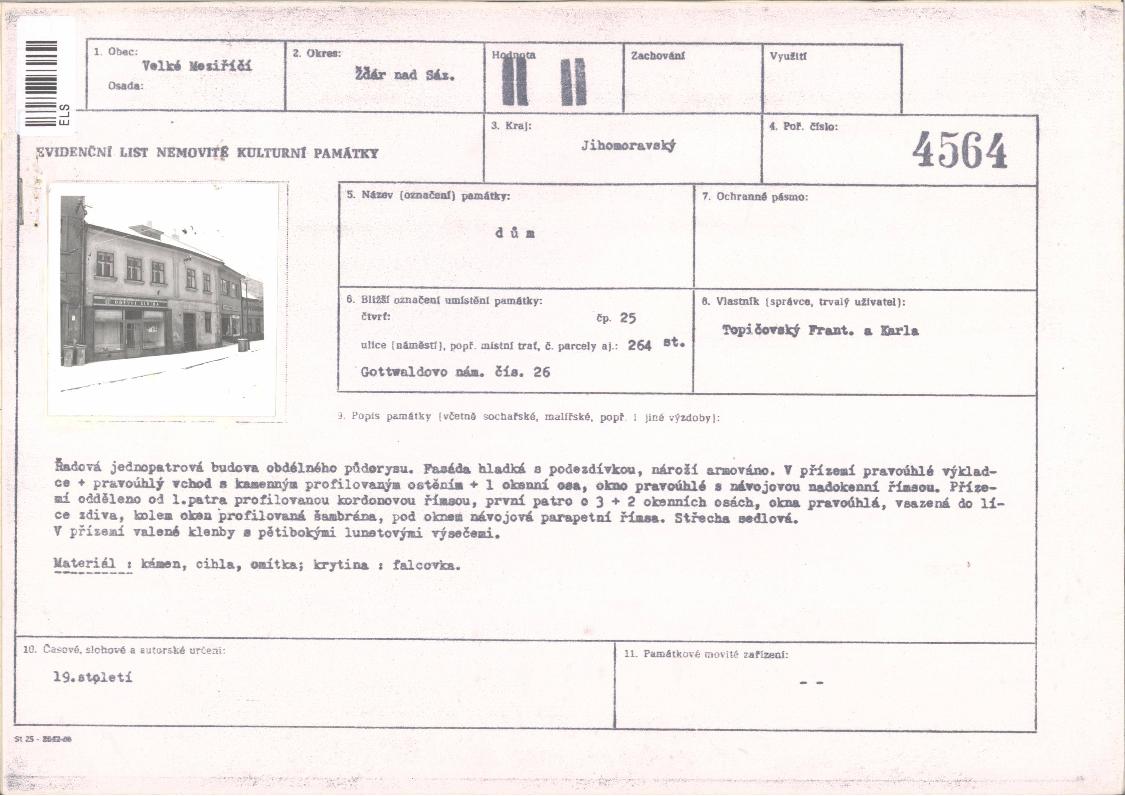 ELS
1. Obec:
Velké Meziříčí
Osada:
2. Okres:
Žďár nad Sáz.
Hodnota
Zachování
Využití
EVIDENČNÍ LIST NEMOVITÉ KULTURNÍ PAMÁTKY
3. Kraj:
Jihomoravský
4. Poř. číslo:
4564
5. Název (označení) památky:
dům
7. Ochranné pásmo:
6. Bližší označení umístění památky:
čtvrť:
čp. 25
ulice (náměstí), popř. místní trať, č. parcely aj.: 264 st.
Gottwaldovo nám. čís. 26
8. Vlastník (správce, trvalý uživatel):
Topičovský Frant. a Karla
9. Popis památky (včetně sochařské, malířské, popř. i jiné výzdoby):
Řadová jednopatrová budova obdélného půdorysu. Fasáda hladká s podezdívkou, nároží armováno. V přízemí pravoúhlé výklad-
ce + pravoúhlý vchod s kamenným profilovaným ostěním + 1 okenní osa, okno pravoúhlé s návojovou nadokenní římsou. Příze-
mí odděleno od 1.patra profilovanou kordonovou římsou, první patro o 3 + 2 okenních osách, okna pravoúhlá, vsazená do lí-
ce zdiva, kolem oken profilovaná šambrána, pod oknem návojová parapetní římsa. Střecha sedlová.
V přízemí valené klenby s pětibokými lunetovými výsečemi.
Materiál : kámen, cihla, omítka; krytina : falcovka.
10. Časové, slohové a autorské určení:
19.století
11. Památkové movité zařízení:
- -
St 25 -